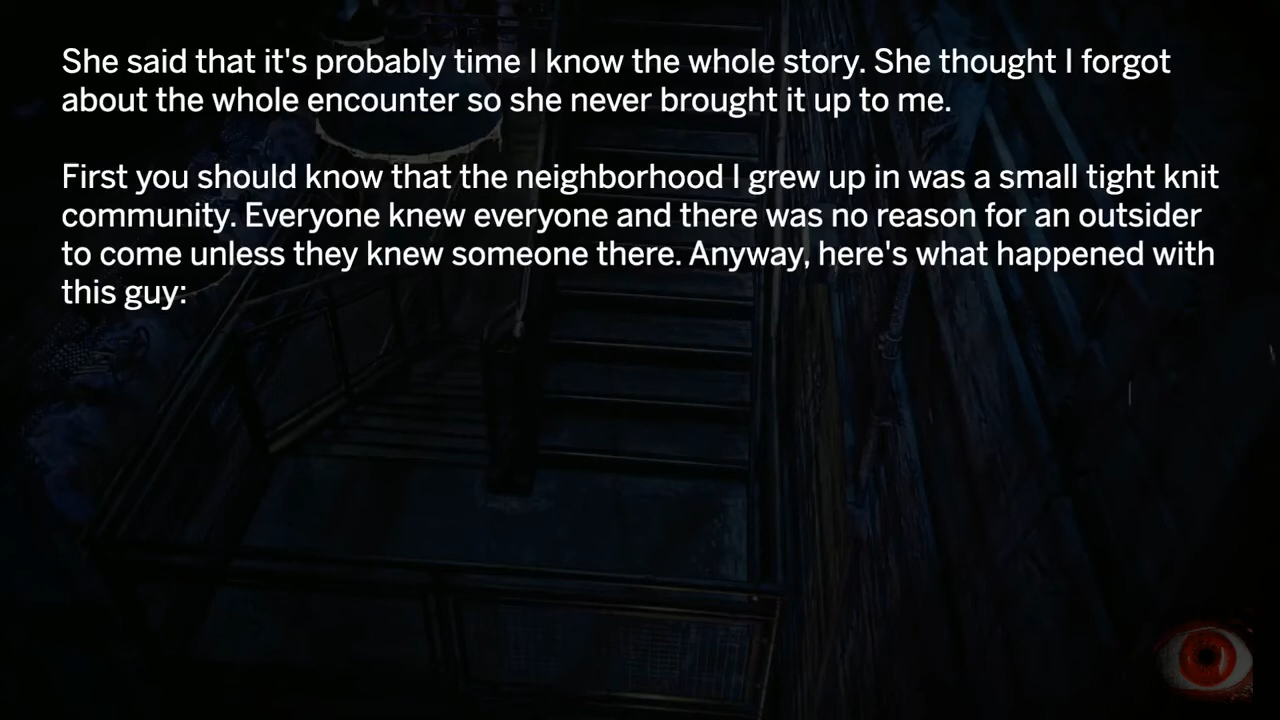 She said that it's probably time I know the whole story. She thought I forgot
about the whole encounter so she never brought it up to me.
First you should know that the neighborhood I grew up in was a small tight knit
community. Everyone knew everyone and there was no reason for an outsider
to come unless they knew someone there. Anyway, here's what happened with
this guy: